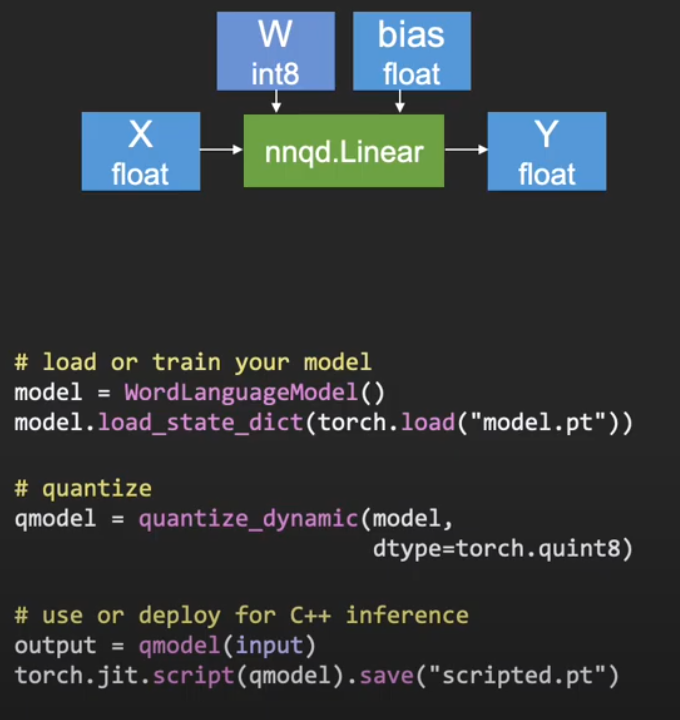 W
int8
bias
float
X
float
nnqd.Linear
Y
float
# load or train your model
model = WordLanguageModel()
model.load_state_dict(torch.load("model.pt"))
# quantize
qmodel = quantize_dynamic(model,
dtype=torch.quint8)
# use or deploy for C++ inference
output = qmodel(input)
torch.jit.script(qmodel).save("scripted.pt")